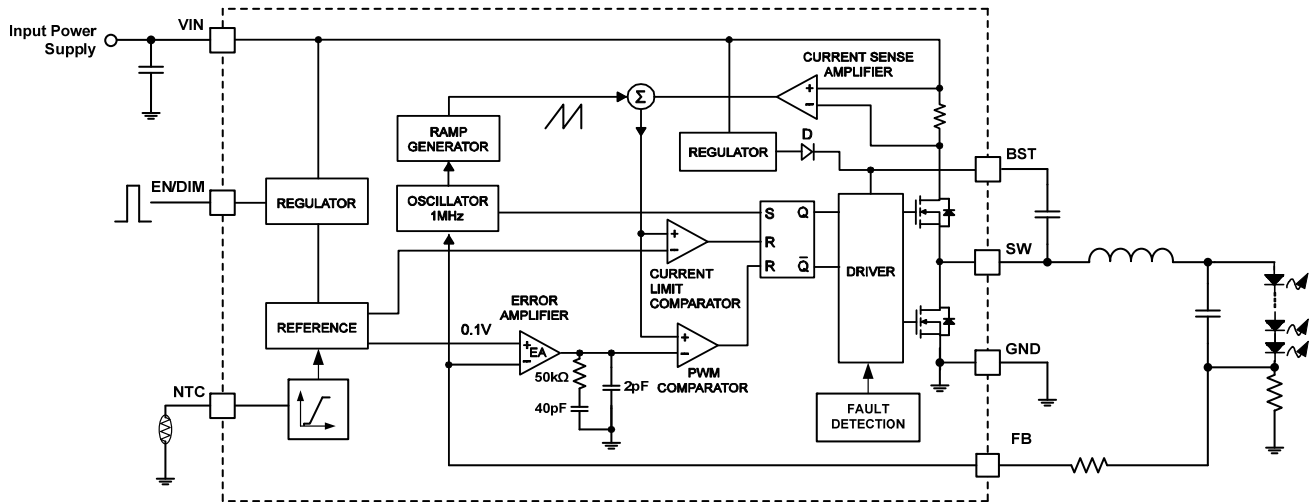 Input Power
Supply
VIN
CURRENT SENSE
AMPLIFIER
+
−
Σ
RAMP
GENERATOR
REGULATOR
D
BST
EN/DIM
REGULATOR
OSCILLATOR
1MHz
S
Q
R
R
Q̅
+
−
CURRENT
LIMIT
COMPARATOR
DRIVER
SW
ERROR
AMPLIFIER
REFERENCE
0.1V
+
EA
−
+
−
PWM
COMPARATOR
GND
50kΩ
2pF
40pF
NTC
FAULT
DETECTION
FB